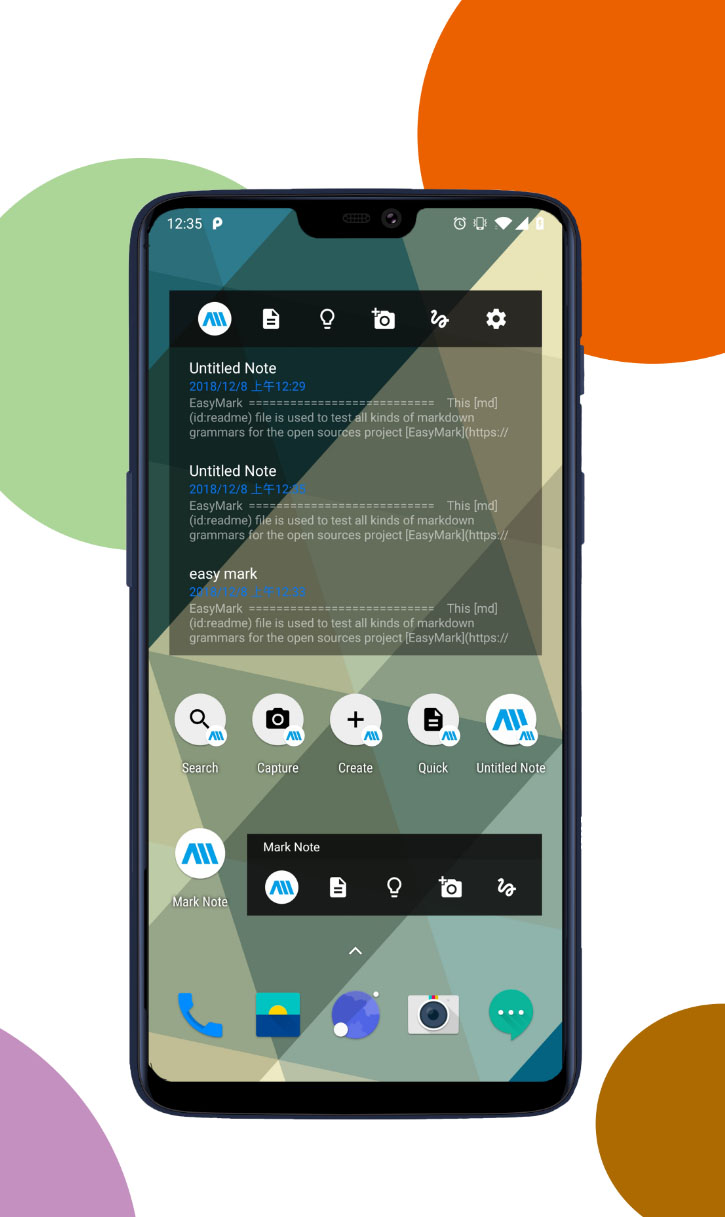 12:35
Untitled Note
2018/12/8 上午12:29
EasyMark =========================== This [md]
(id:readme) file is used to test all kinds of markdown
grammars for the open sources project [EasyMark](https://
Untitled Note
2018/12/8 上午12:
EasyMark =========================== This [md]
(id:readme) file is used to test all kinds of markdown
grammars for the open sources project [EasyMark](https://
easy mark
EasyMark =========================== This [md]
(id:readme) file is used to test all kinds of markdown
grammars for the open sources project [EasyMark](https://
Search
Capture
Create
Quick
Untitled Note
Mark Note
Mark Note